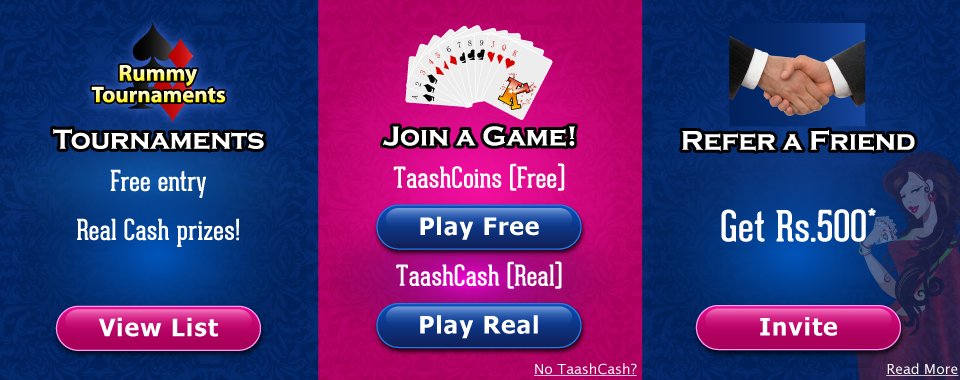 Rummy
Tournaments
TOURNAMENTS
Free entry
Real Cash prizes!
View List
JOIN A GAME!
TaashCoins (Free)
Play Free
TaashCash (Real)
Play Real
No TaashCash?
REFER A FRIEND
Get Rs.500*
Invite
Read More